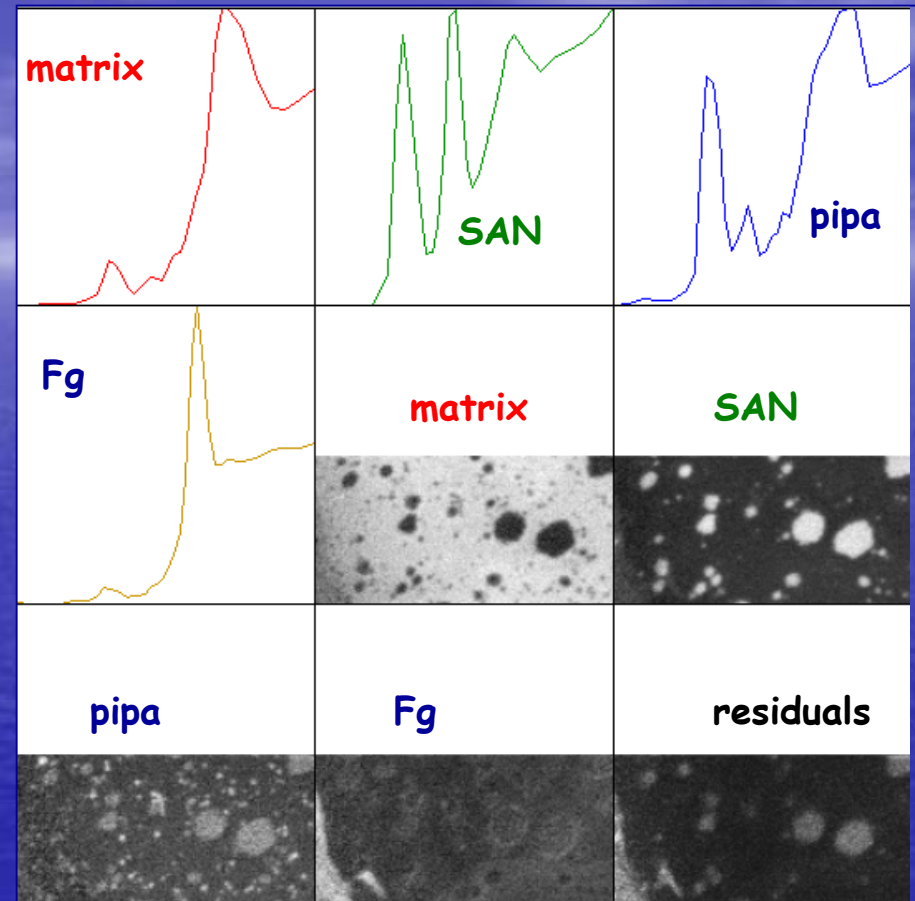 matrix
SAN
pipa
Fg
matrix
SAN
pipa
Fg
residuals